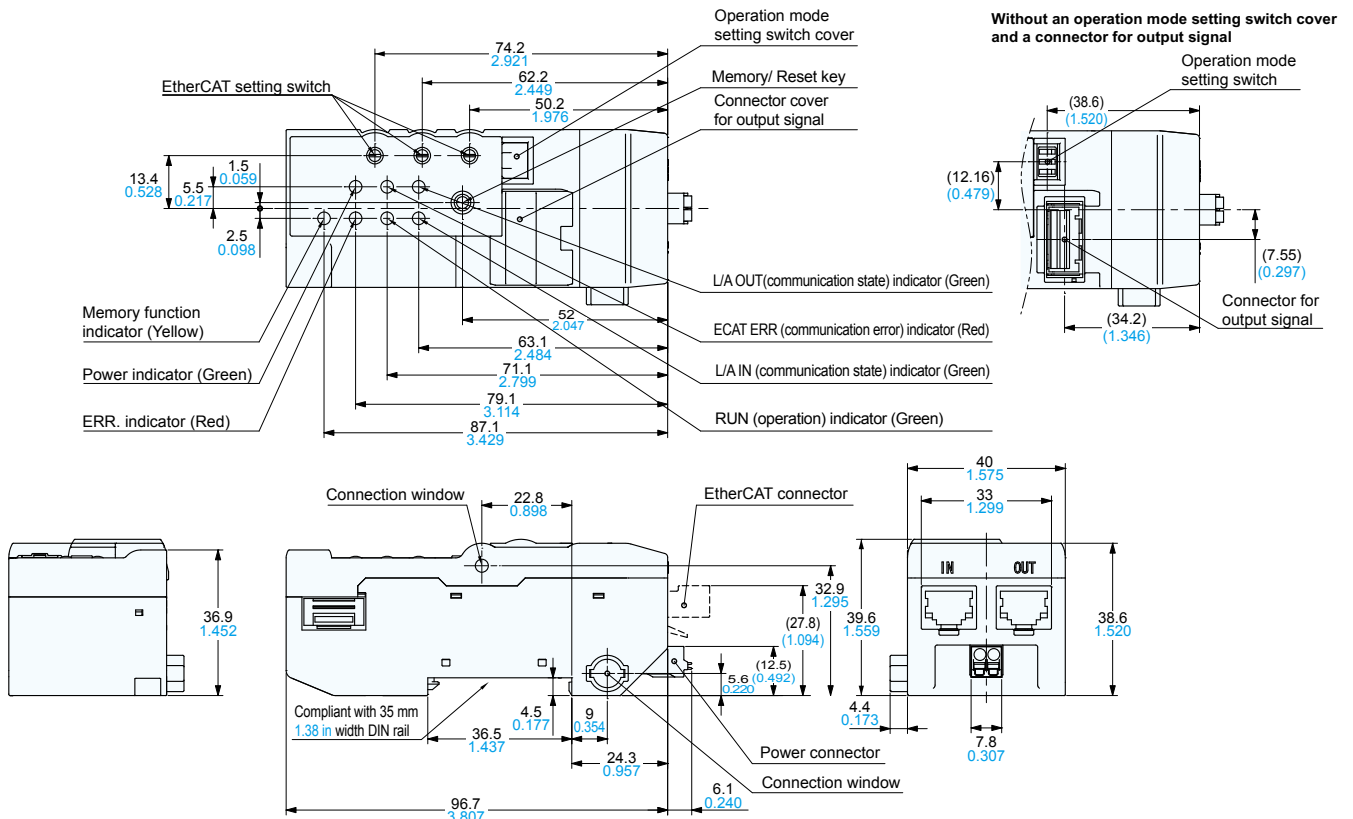 Operation mode
setting switch cover
Without an operation mode setting switch cover
and a connector for output signal
74.2
2.921
Operation mode
setting switch
EtherCAT setting switch
62.2
2.449
Memory/ Reset key
50.2
1.976
Connector cover
for output signal
(38.6)
(1.520)
13.4
0.528
1.5
0.059
5.5
0.217
2.5
0.098
(12.16)
(0.479)
(7.55)
(0.297)
L/A OUT(communication state) indicator (Green)
Memory function
indicator (Yellow)
52
2.047
ECAT ERR (communication error) indicator (Red)
Connector for
output signal
(34.2)
(1.346)
63.1
2.484
Power indicator (Green)
71.1
2.799
L/A IN (communication state) indicator (Green)
79.1
3.114
ERR. indicator (Red)
RUN (operation) indicator (Green)
87.1
3.429
40
1.575
Connection window
22.8
0.898
EtherCAT connector
33
1.299
IN
OUT
36.9
1.452
32.9
1.295
(27.8)
(1.094)
39.6
1.559
38.6
1.520
(12.5)
(0.492)
5.6
0.220
Compliant with 35 mm
1.38 in width DIN rail
4.5
0.177
9
0.354
4.4
0.173
36.5
1.437
7.8
0.307
24.3
0.957
Power connector
Connection window
6.1
0.240
96.7
3.807